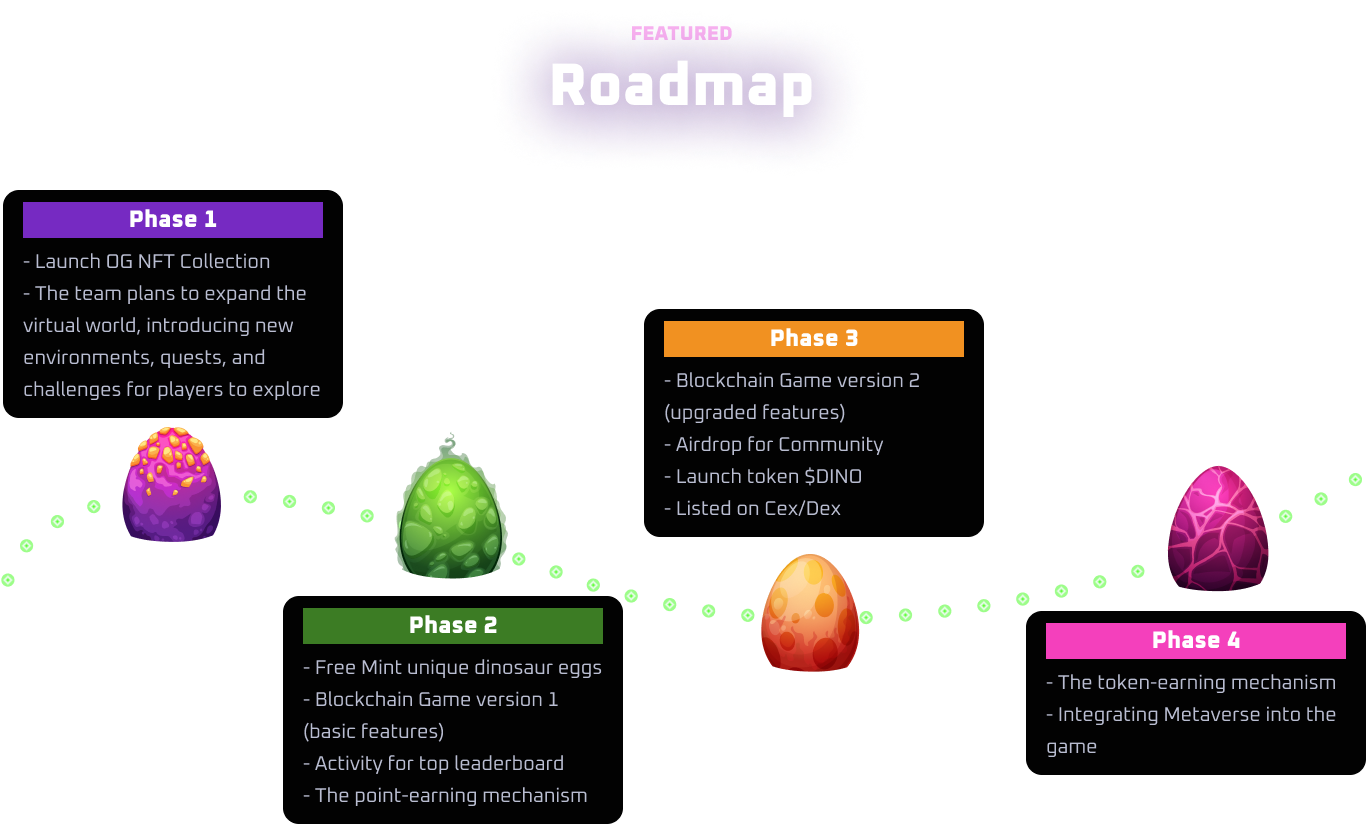 FEATURED
Roadmap
Phase 1
- Launch OG NFT Collection
- The team plans to expand the
virtual world, introducing new
environments, quests, and
challenges for players to explore
Phase 2
- Free Mint unique dinosaur eggs
- Blockchain Game version 1
(basic features)
- Activity for top leaderboard
- The point-earning mechanism
Phase 3
- Blockchain Game version 2
(upgraded features)
- Airdrop for Community
- Launch token $DINO
- Listed on Cex/Dex
Phase 4
- The token-earning mechanism
- Integrating Metaverse into the
game